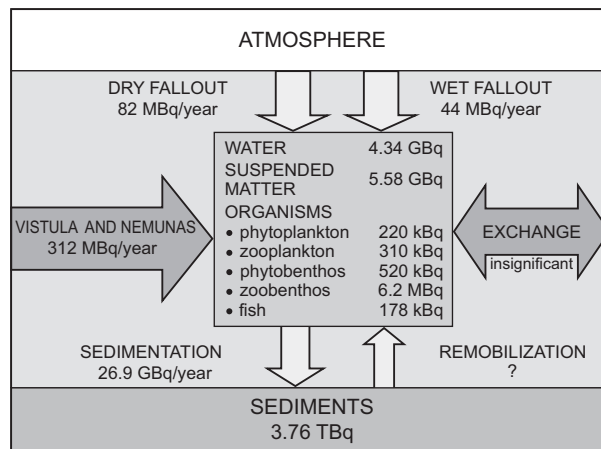 ATMOSPHERE
DRY FALLOUT
82 MBq/year
WET FALLOUT
44 MBq/year
WATER 4.34 GBq
SUSPENDED
MATTER 5.58 GBq
ORGANISMS
• phytoplankton 220 kBq
• zooplankton 310 kBq
• phytobenthos 520 kBq
• zoobenthos 6.2 MBq
• fish 178 kBq
VISTULA AND NEMUNAS
312 MBq/year
EXCHANGE
insignificant
SEDIMENTATION
26.9 GBq/year
REMOBILIZATION
?
SEDIMENTS
3.76 TBq